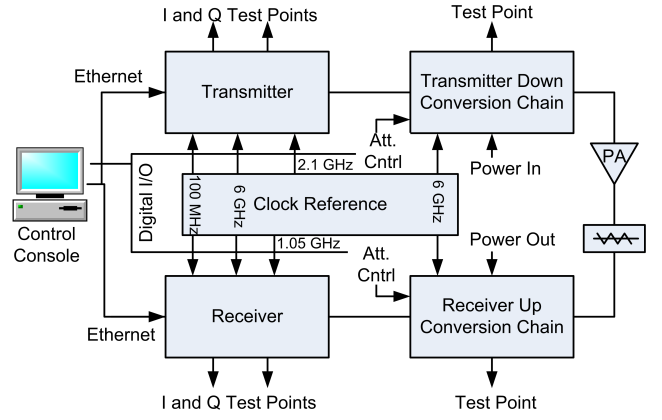 I and Q Test Points
Test Point
Ethernet
Transmitter
Transmitter Down
Conversion Chain
Att.
Cntrl
Power In
PA
2.1 GHz
Digital I/O
100 MHz
6 GHz
Clock Reference
6 GHz
Control
Console
1.05 GHz
Att.
Cntrl
Power Out
Ethernet
Receiver
Receiver Up
Conversion Chain
I and Q Test Points
Test Point